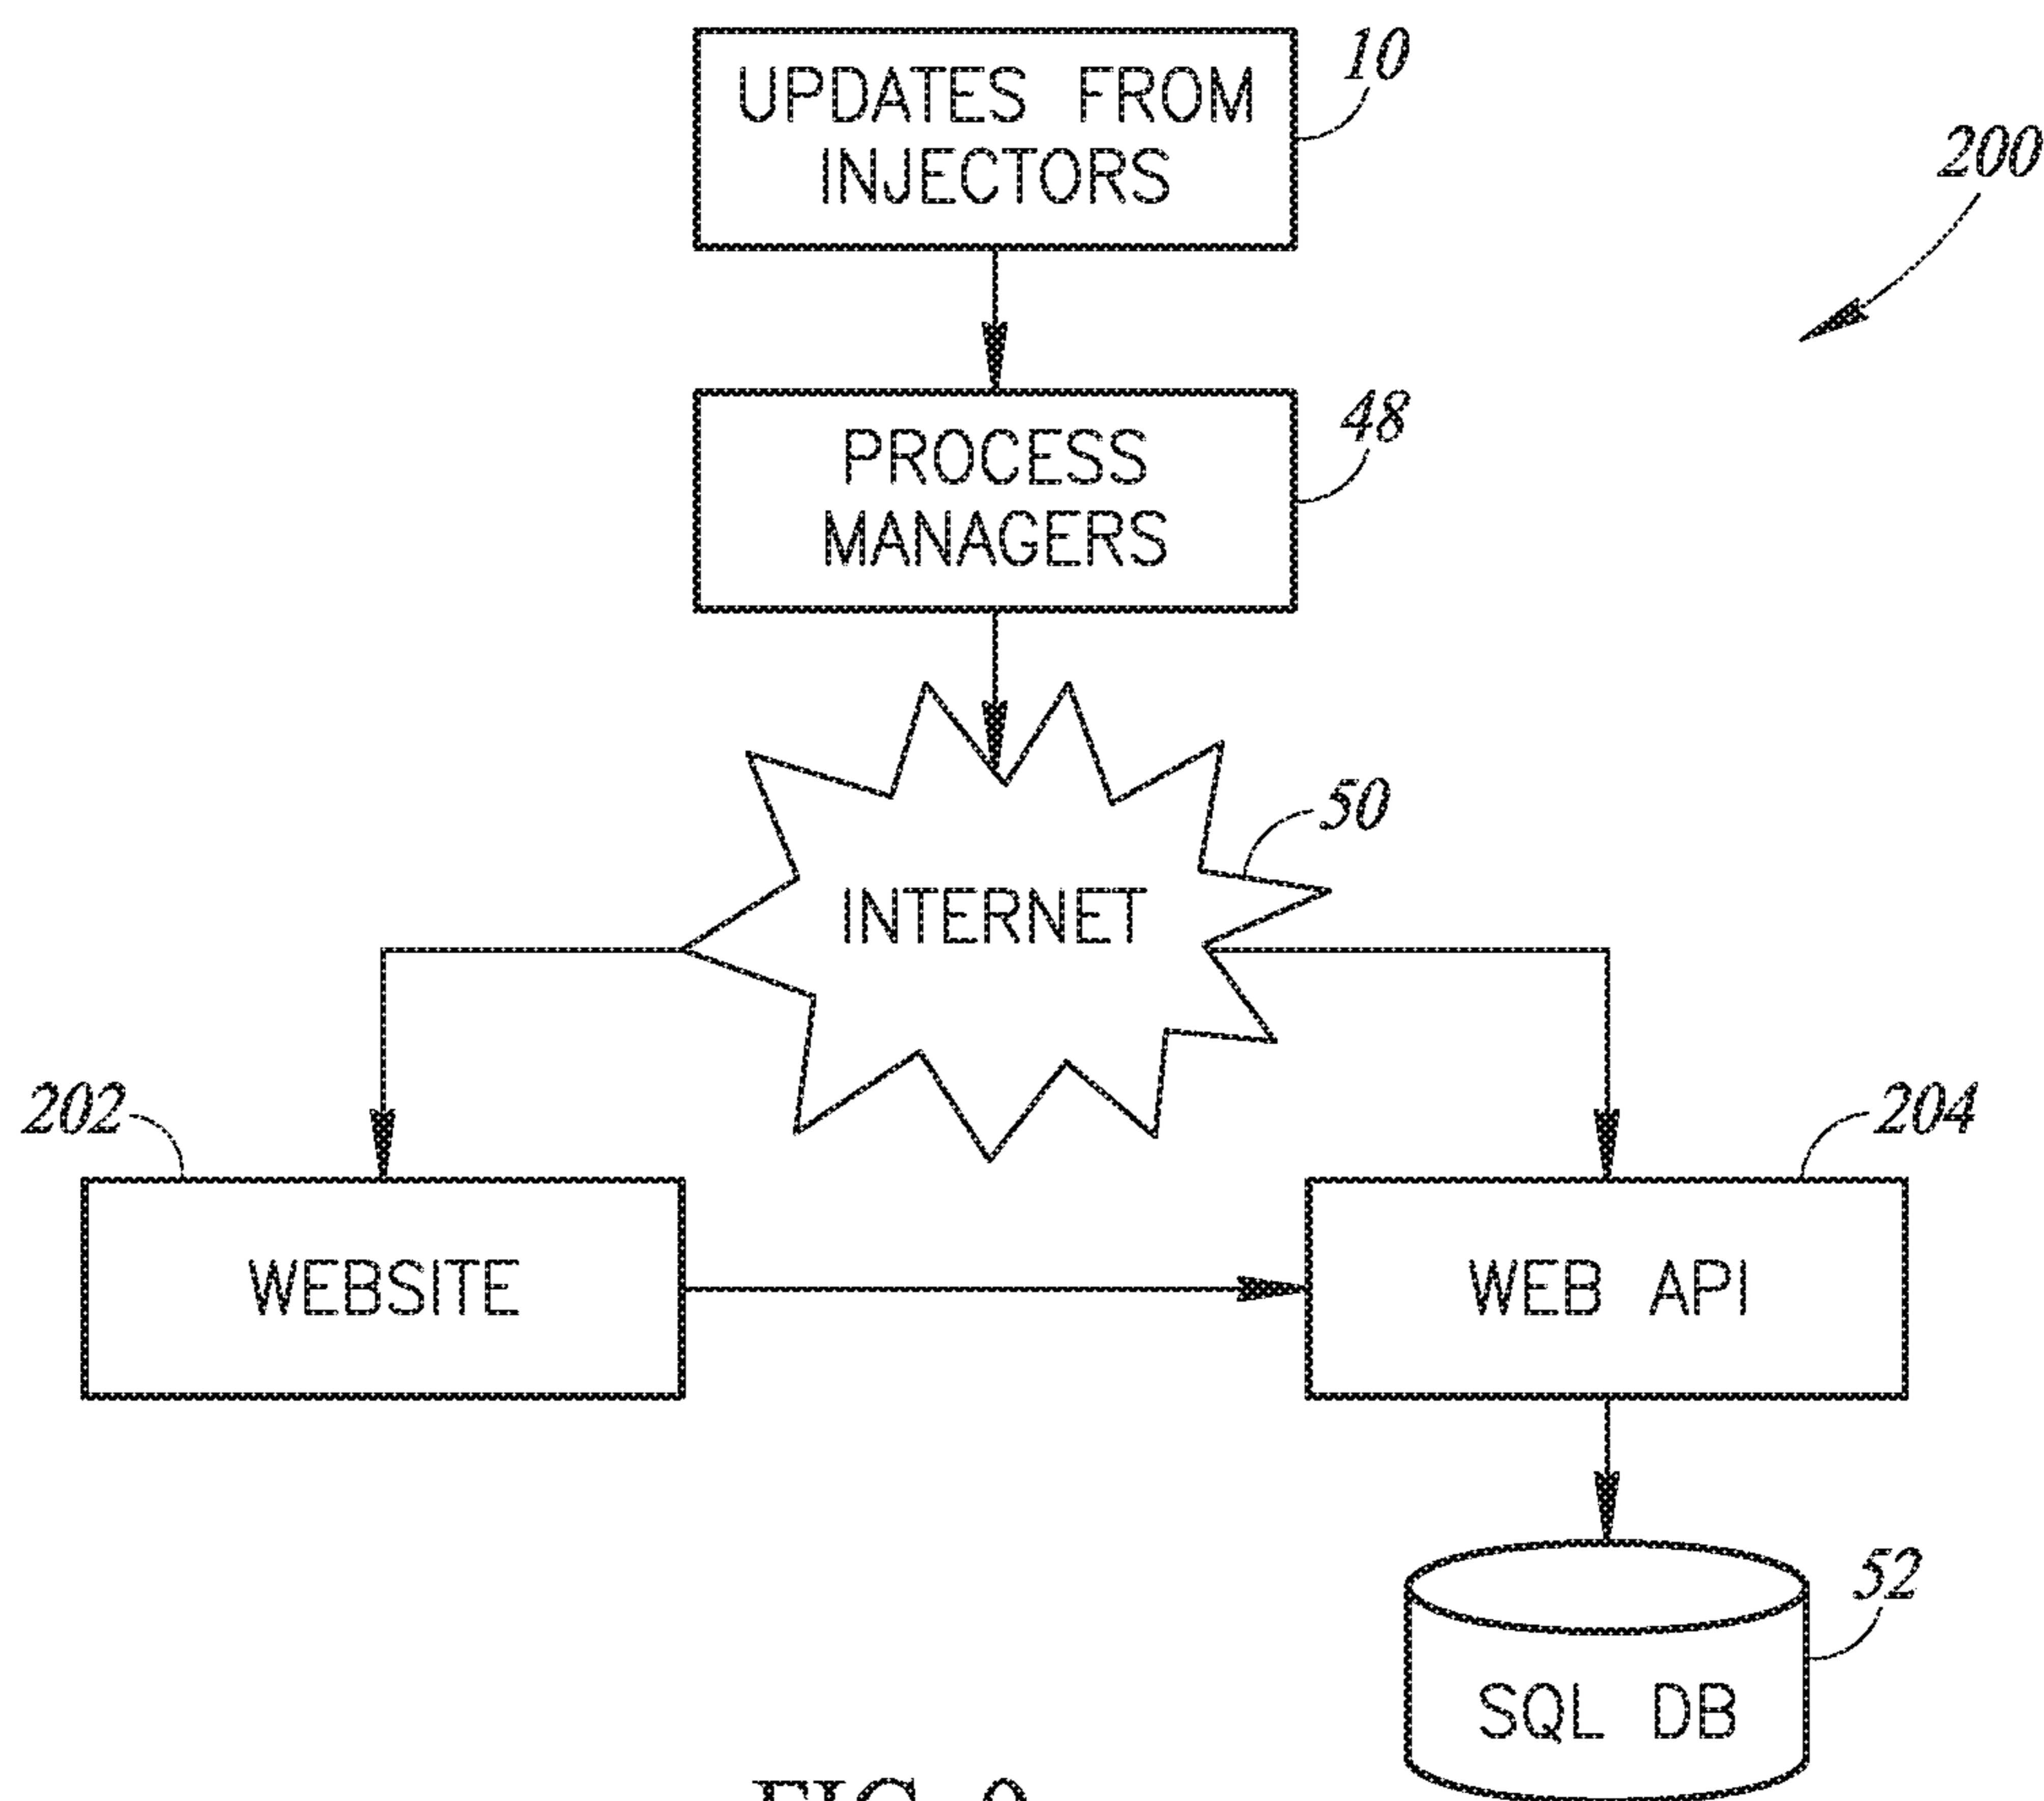 UPDATES FROM
INJECTORS
10
200
PROCESS
MANAGERS
48
INTERNET
50
202
204
WEBSITE
WEB API
52
SQL DB